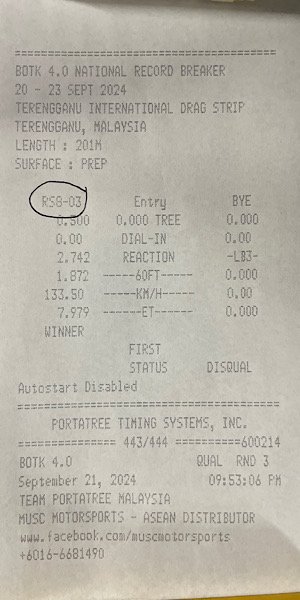 ==============================
BOTK 4.0 NATIONAL RECORD BREAKER
20 - 23 SEPT 2024
TERENGGANU INTERNATIONAL DRAG STRIP
TERENGGANU, MALAYSIA
LENGTH : 201M
SURFACE : PREP
RS8-03 Entry BYE
0.500 0.000 TREE 0.000
0.00 DIAL-IN 0.00
2.742 REACTION -LB3-
1.872 -----60FT----- 0.000
133.50 -----KM/H----- 0.00
7.979 ------ET------ 0.000
WINNER
FIRST
STATUS DISQUAL
Autostart Disabled
==============================
PORTATREE TIMING SYSTEMS, INC.
=============== 443/444 ==========600214
BOTK 4.0 QUAL RND 3
September 21, 2024 09:53:06 PM
TEAM PORTATREE MALAYSIA
MUSC MOTORSPORTS - ASEAN DISTRIBUTOR
www.facebook.com/muscmotorsports
+6016-6681490